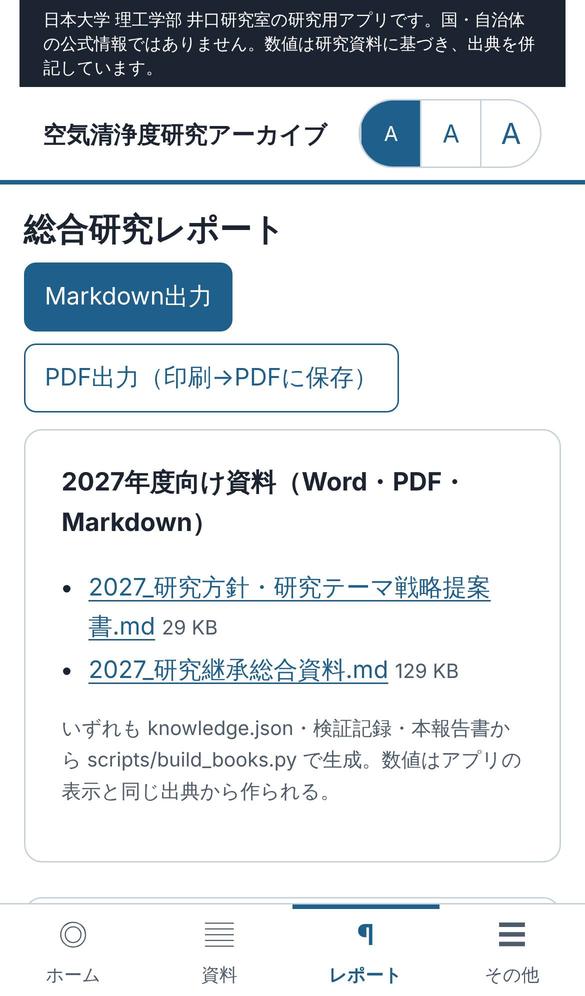 日本大学 理工学部 井口研究室の研究用アプリです。国・自治体
の公式情報ではありません。数値は研究資料に基づき、出典を併
記しています。
空気清浄度研究アーカイブ
A A A
総合研究レポート
Markdown出力
PDF出力（印刷→PDFに保存）
2027年度向け資料（Word・PDF・
Markdown）
• 2027_研究方針・研究テーマ戦略提案
書.md 29 KB
• 2027_研究継承総合資料.md 129 KB
いずれも knowledge.json・検証記録・本報告書か
ら scripts/build_books.py で生成。数値はアプリの
表示と同じ出典から作られる。
ホーム 資料 ¶ レポート その他